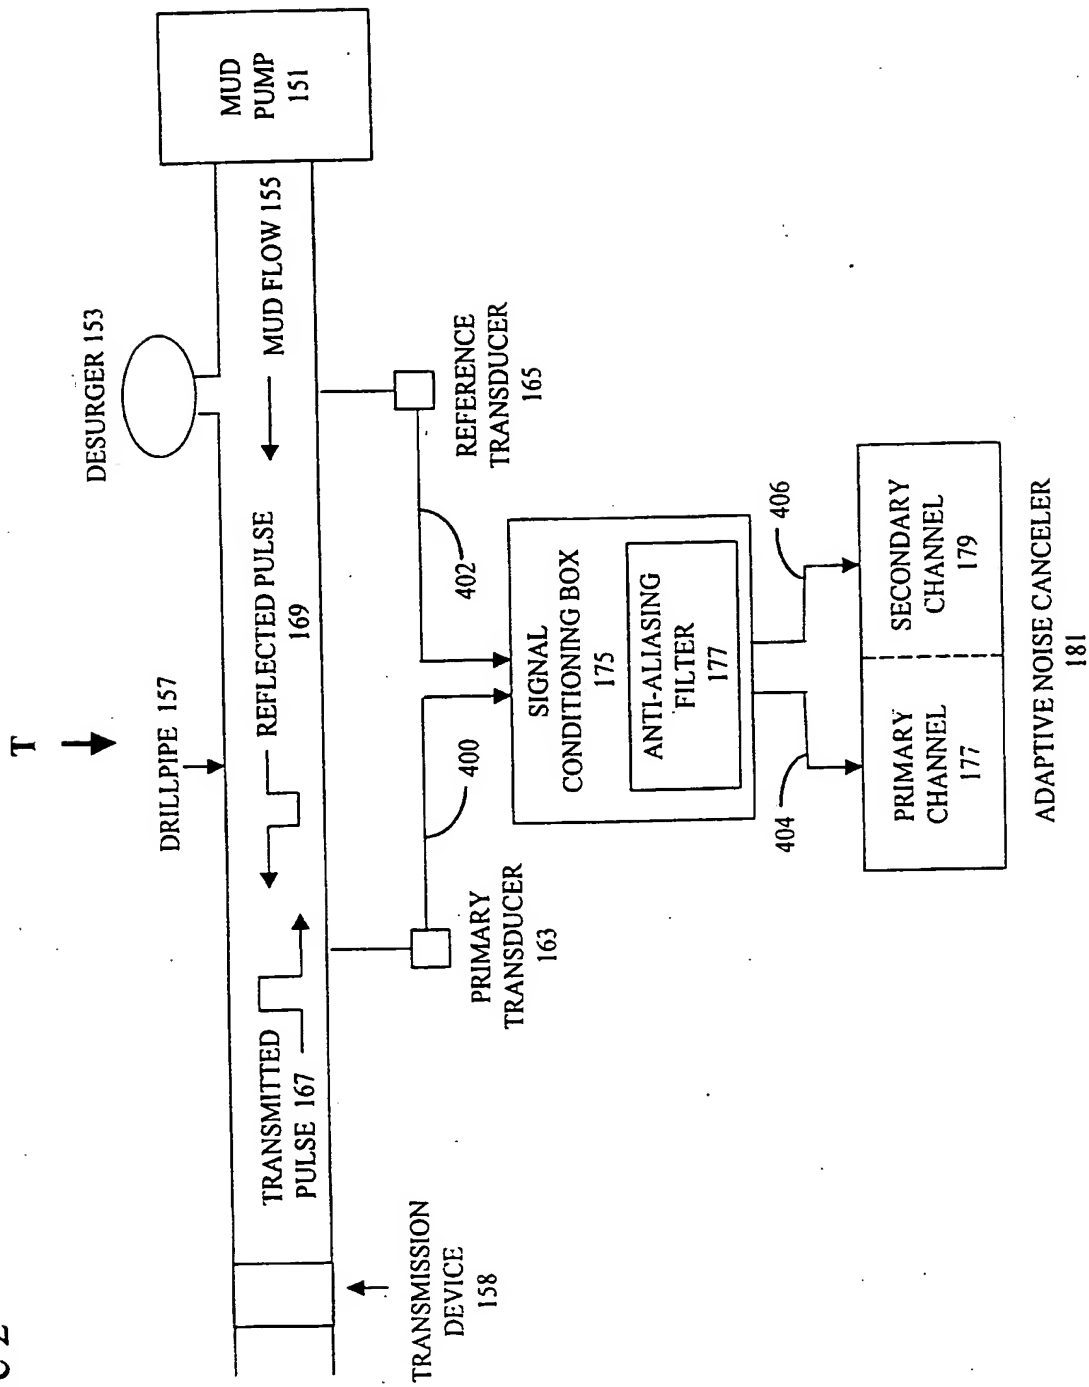 T
DRILLPIPE 157
DESURGER 153
MUD
PUMP
151
TRANSMITTED
PULSE 167
REFLECTED PULSE
169
MUD FLOW 155
TRANSMISSION
DEVICE
158
PRIMARY
TRANSDUCER
163
REFERENCE
TRANSDUCER
165
400
402
SIGNAL
CONDITIONING BOX
175
ANTI-ALIASING
FILTER
177
404
406
PRIMARY
CHANNEL
177
SECONDARY
CHANNEL
179
ADAPTIVE NOISE CANCELER
181